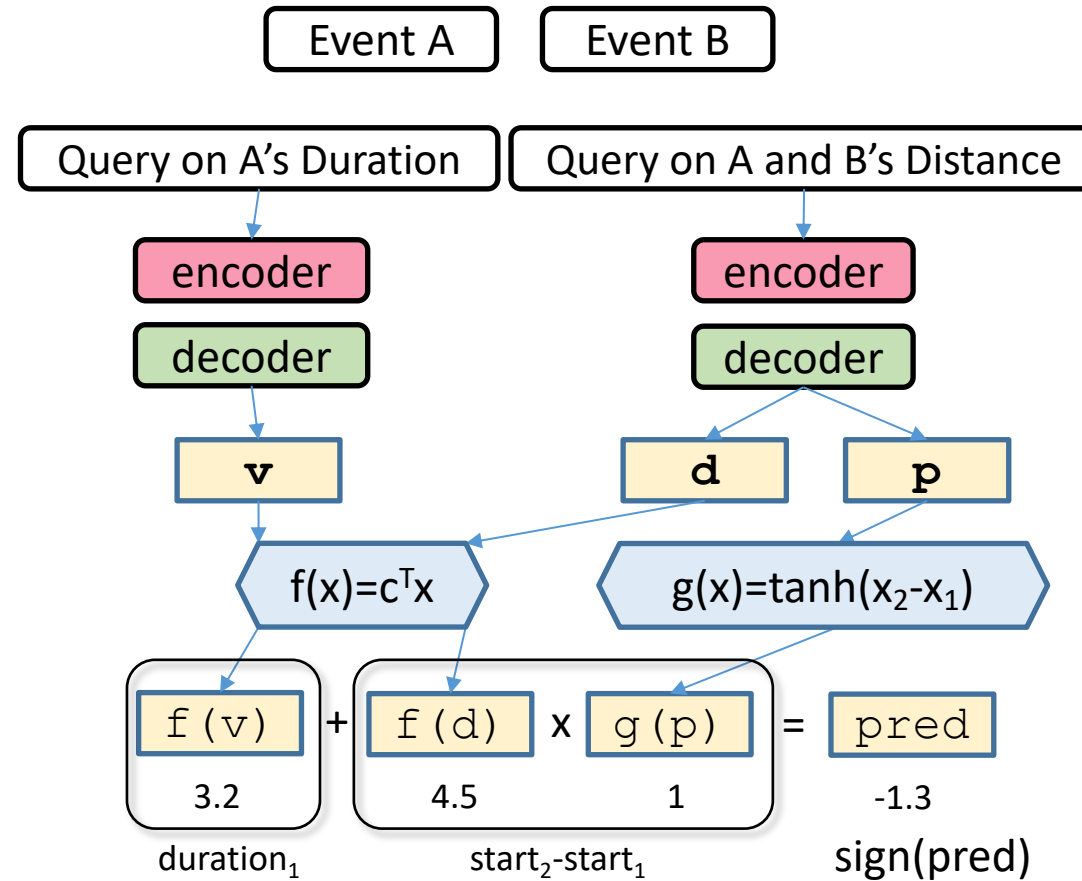 Event A Event B
Query on A's Duration Query on A and B's Distance
encoder encoder
decoder decoder
v d p
f(x)=cᵀx g(x)=tanh(x₂-x₁)
f(v) + f(d) x g(p) = pred
3.2 4.5 1 -1.3
duration₁ start₂-start₁ sign(pred)